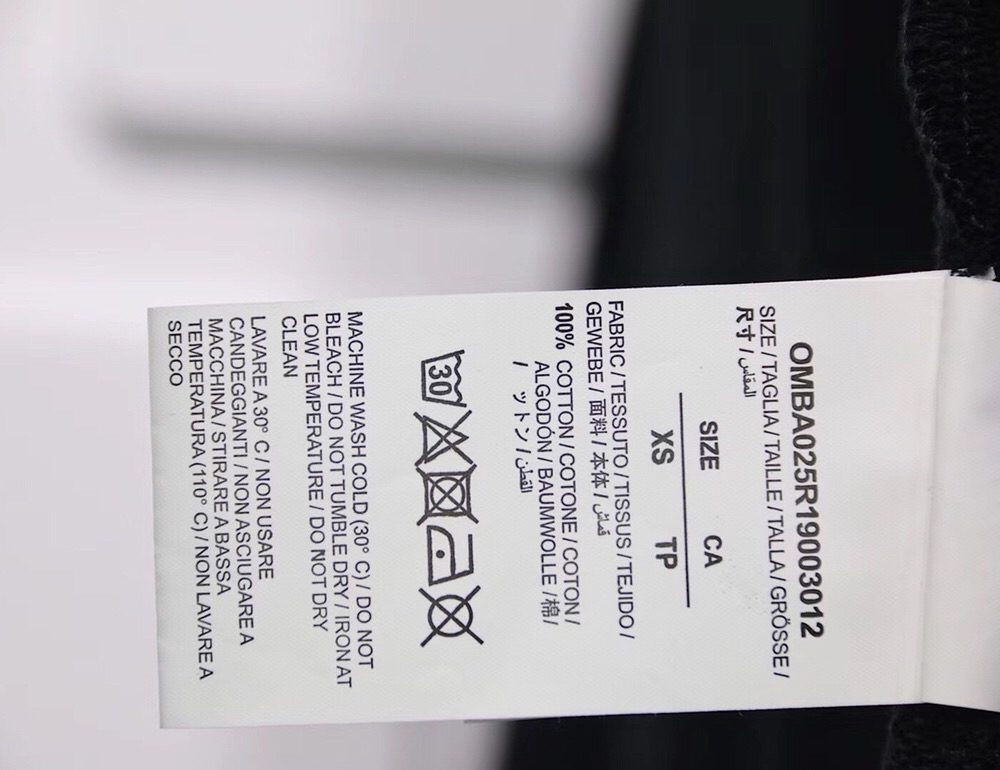 OMBA025R19003012
SIZE / TAGLIA / TAILLE / TALLA / GRÖSSE /
尺寸 / المقاس
SIZE CA
XS TP
FABRIC / TESSUTO / TISSUS / TEJIDO /
GEWEBE / 面料 / 本体 / قماش
100% COTTON / COTONE / COTON /
ALGODÓN / BAUMWOLLE / 棉 /
/ ットン / القطن
30
MACHINE WASH COLD (30° C) / DO NOT
BLEACH / DO NOT TUMBLE DRY / IRON AT
LOW TEMPERATURE / DO NOT DRY
CLEAN
LAVARE A 30° C / NON USARE
CANDEGGIANTI / NON ASCIUGARE A
MACCHINA / STIRARE A BASSA
TEMPERATURA (110° C) / NON LAVARE A
SECCO